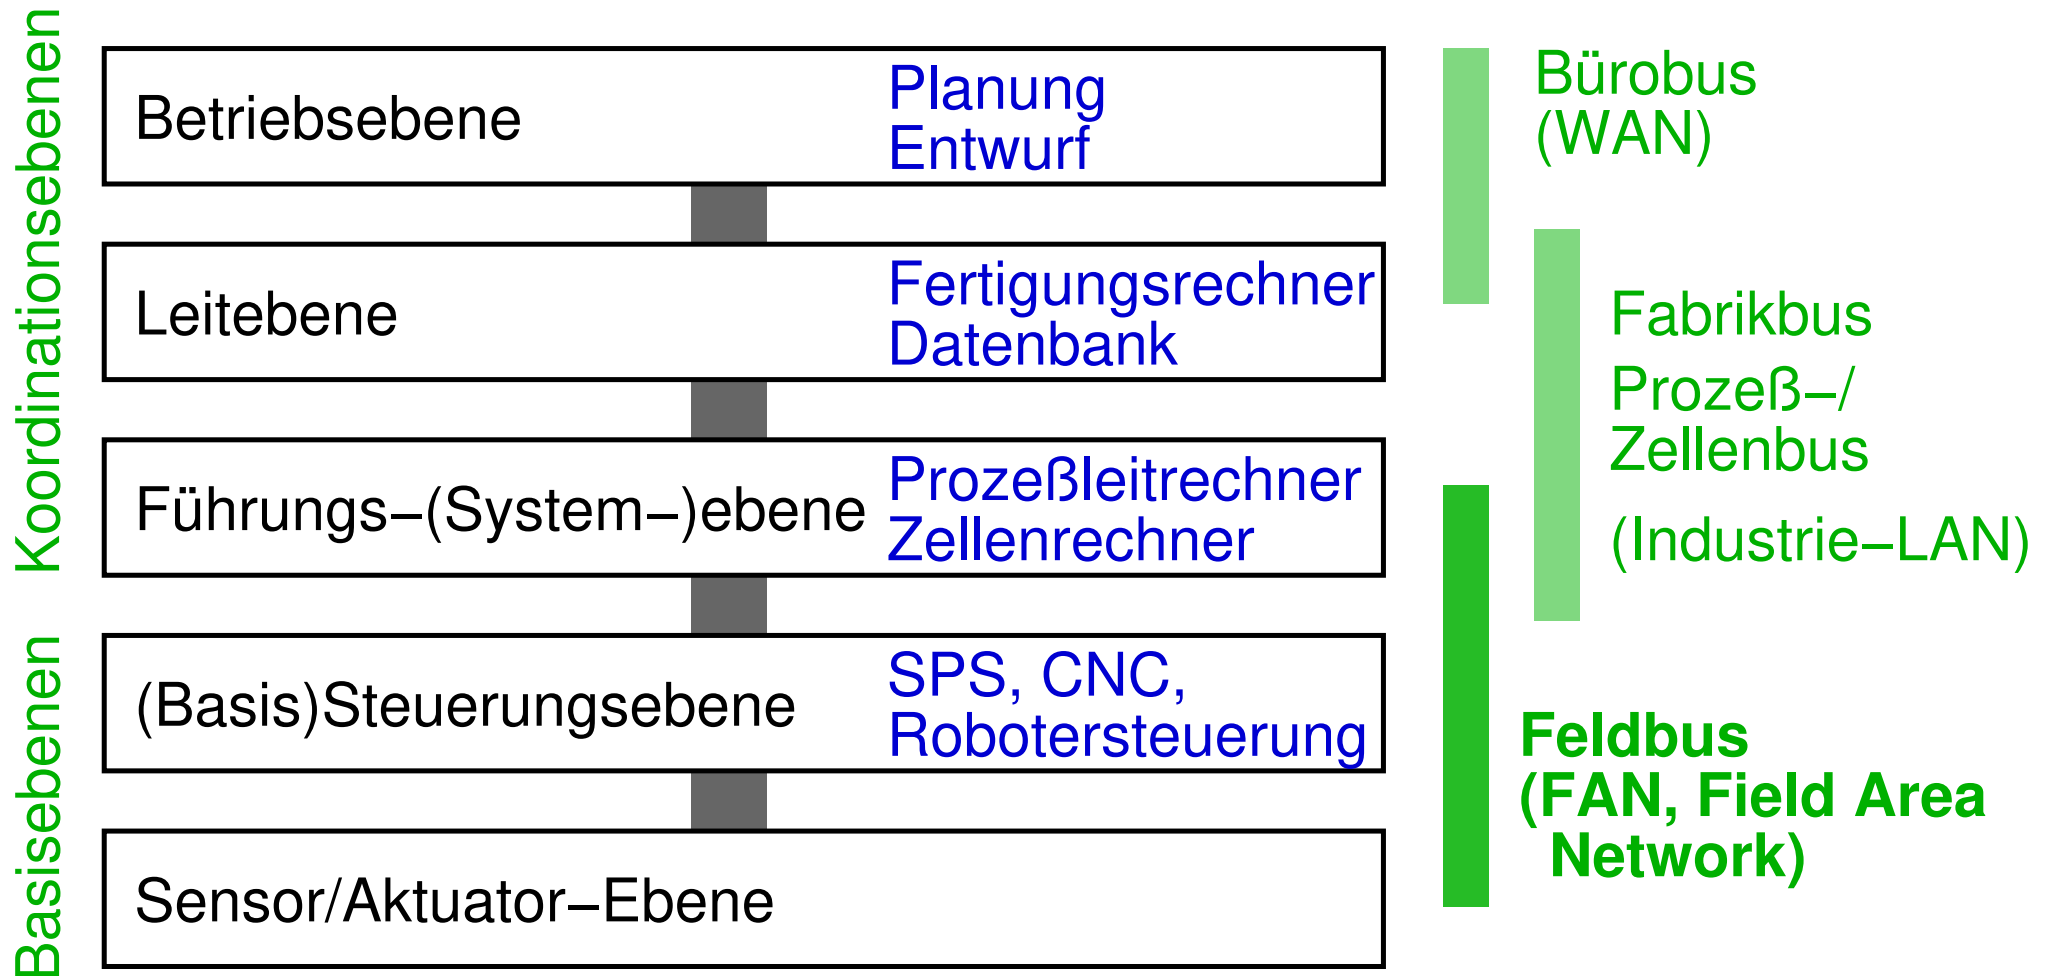 Koordinationsebenen
Betriebsebene
Planung
Entwurf
Bürobus
(WAN)
Leitebene
Fertigungsrechner
Datenbank
Fabrikbus
Prozeß–/
Zellenbus
(Industrie–LAN)
Führungs–(System–)ebene
Prozeßleitrechner
Zellenrechner
Basisebenen
(Basis)Steuerungsebene
SPS, CNC,
Robotersteuerung
Feldbus
(FAN, Field Area
Network)
Sensor/Aktuator–Ebene